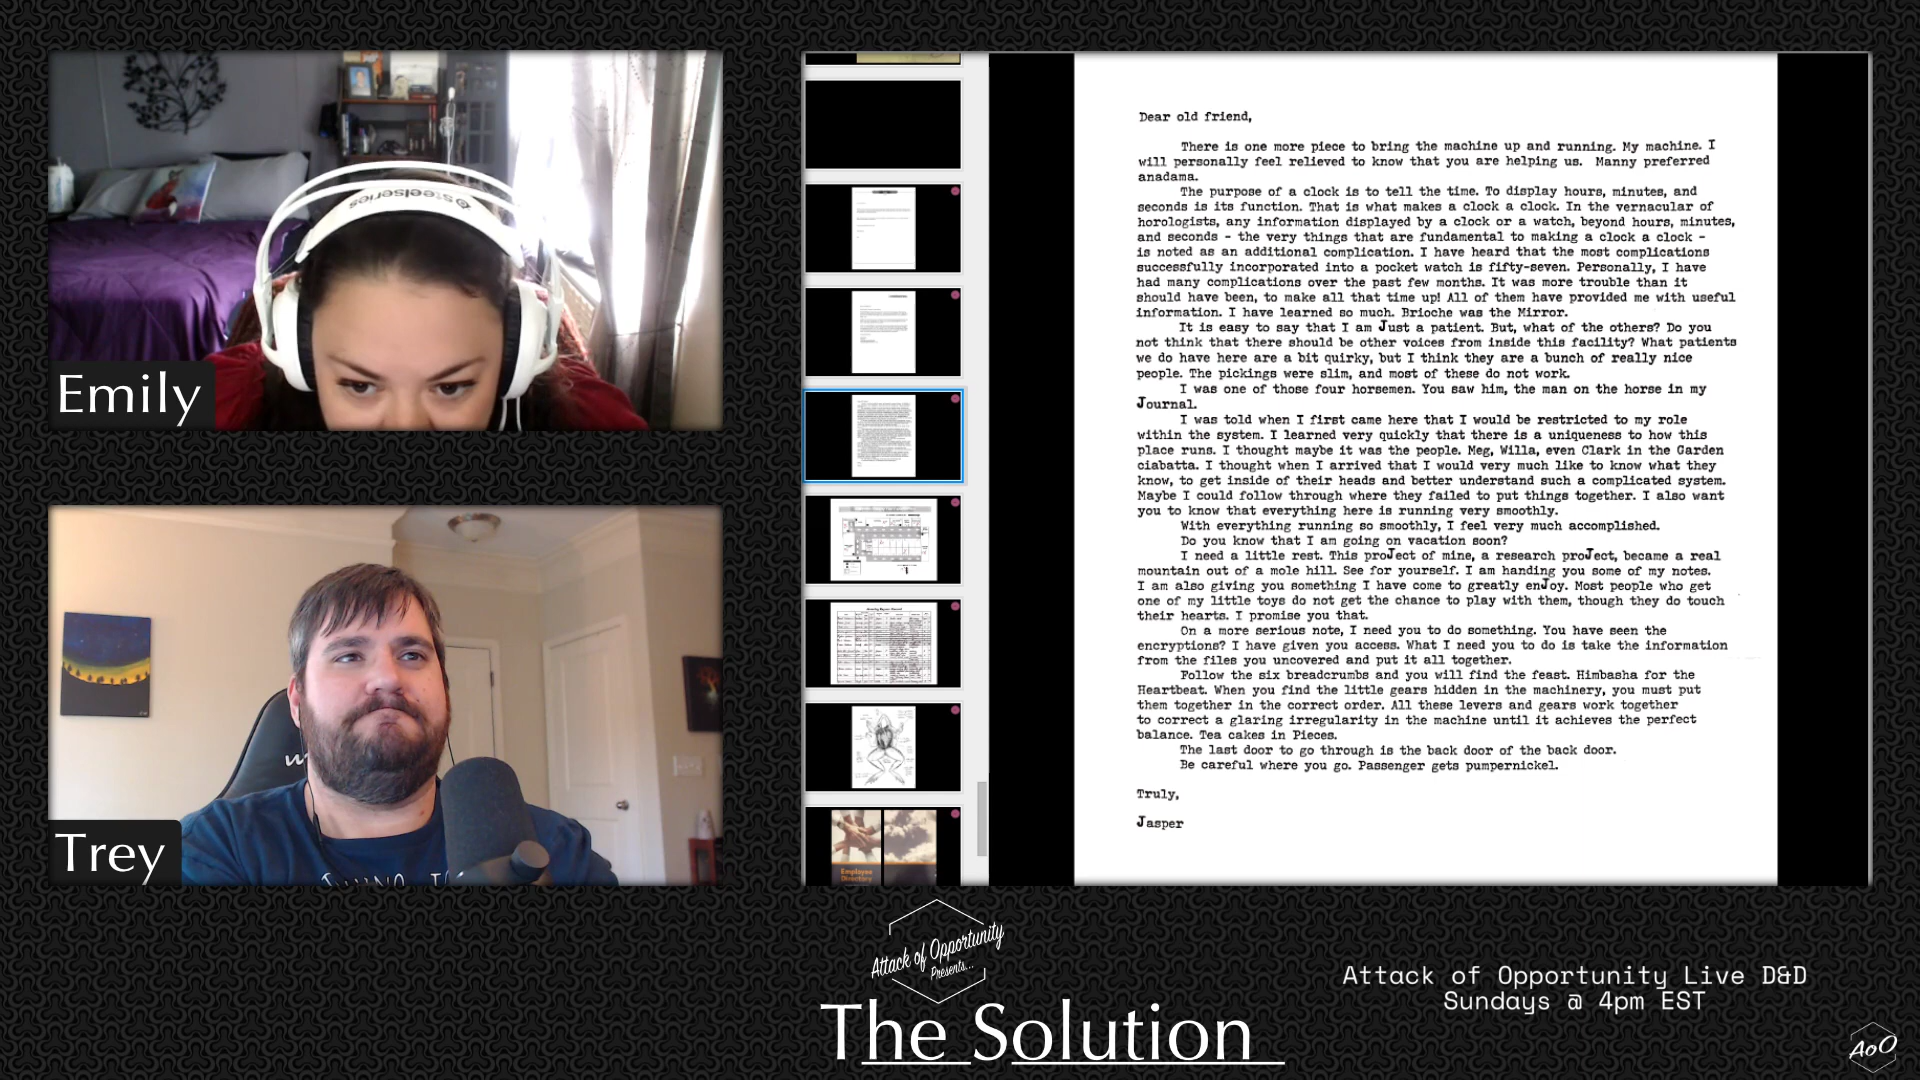 steelseries
Emily
Trey
Dear old friend,
There is one more piece to bring the machine up and running. My machine. I
will personally feel relieved to know that you are helping us. Manny preferred
anadama.
The purpose of a clock is to tell the time. To display hours, minutes, and
seconds is its function. That is what makes a clock a clock. In the vernacular of
horologists, any information displayed by a clock or a watch, beyond hours, minutes,
and seconds - the very things that are fundamental to making a clock a clock -
is noted as an additional complication. I have heard that the most complications
successfully incorporated into a pocket watch is fifty-seven. Personally, I have
had many complications over the past few months. It was more trouble than it
should have been, to make all that time up! All of them have provided me with useful
information. I have learned so much. Brioche was the Mirror.
It is easy to say that I am Just a patient. But, what of the others? Do you
not think that there should be other voices from inside this facility? What patients
we do have here are a bit quirky, but I think they are a bunch of really nice
people. The pickings were slim, and most of these do not work.
I was one of those four horsemen. You saw him, the man on the horse in my
Journal.
I was told when I first came here that I would be restricted to my role
within the system. I learned very quickly that there is a uniqueness to how this
place runs. I thought maybe it was the people. Meg, Willa, even Clark in the Garden
ciabatta. I thought when I arrived that I would very much like to know what they
know, to get inside of their heads and better understand such a complicated system.
Maybe I could follow through where they failed to put things together. I also want
you to know that everything here is running very smoothly.
With everything running so smoothly, I feel very much accomplished.
Do you know that I am going on vacation soon?
I need a little rest. This proJect of mine, a research proJect, became a real
mountain out of a mole hill. See for yourself. I am handing you some of my notes.
I am also giving you something I have come to greatly enJoy. Most people who get
one of my little toys do not get the chance to play with them, though they do touch
their hearts. I promise you that.
On a more serious note, I need you to do something. You have seen the
encryptions? I have given you access. What I need you to do is take the information
from the files you uncovered and put it all together.
Follow the six breadcrumbs and you will find the feast. Himbasha for the
Heartbeat. When you find the little gears hidden in the machinery, you must put
them together in the correct order. All these levers and gears work together
to correct a glaring irregularity in the machine until it achieves the perfect
balance. Tea cakes in Pieces.
The last door to go through is the back door of the back door.
Be careful where you go. Passenger gets pumpernickel.
Truly,
Jasper
Employee
Directory
Attack of Opportunity
Presents...
The Solution
Attack of Opportunity Live D&D
Sundays @ 4pm EST
AoO